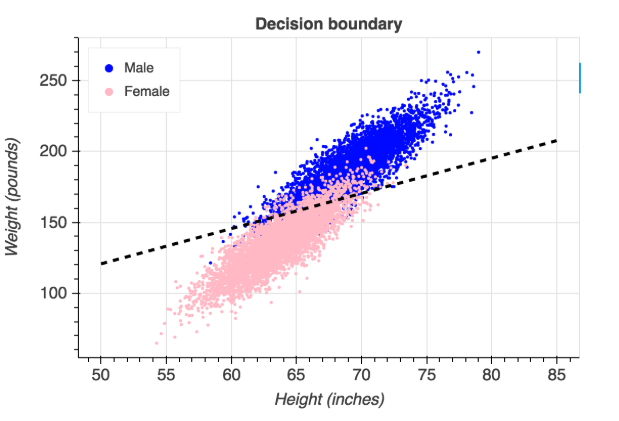 Decision boundary
Male
Female
250
200
150
100
Weight (pounds)
50 55 60 65 70 75 80 85
Height (inches)